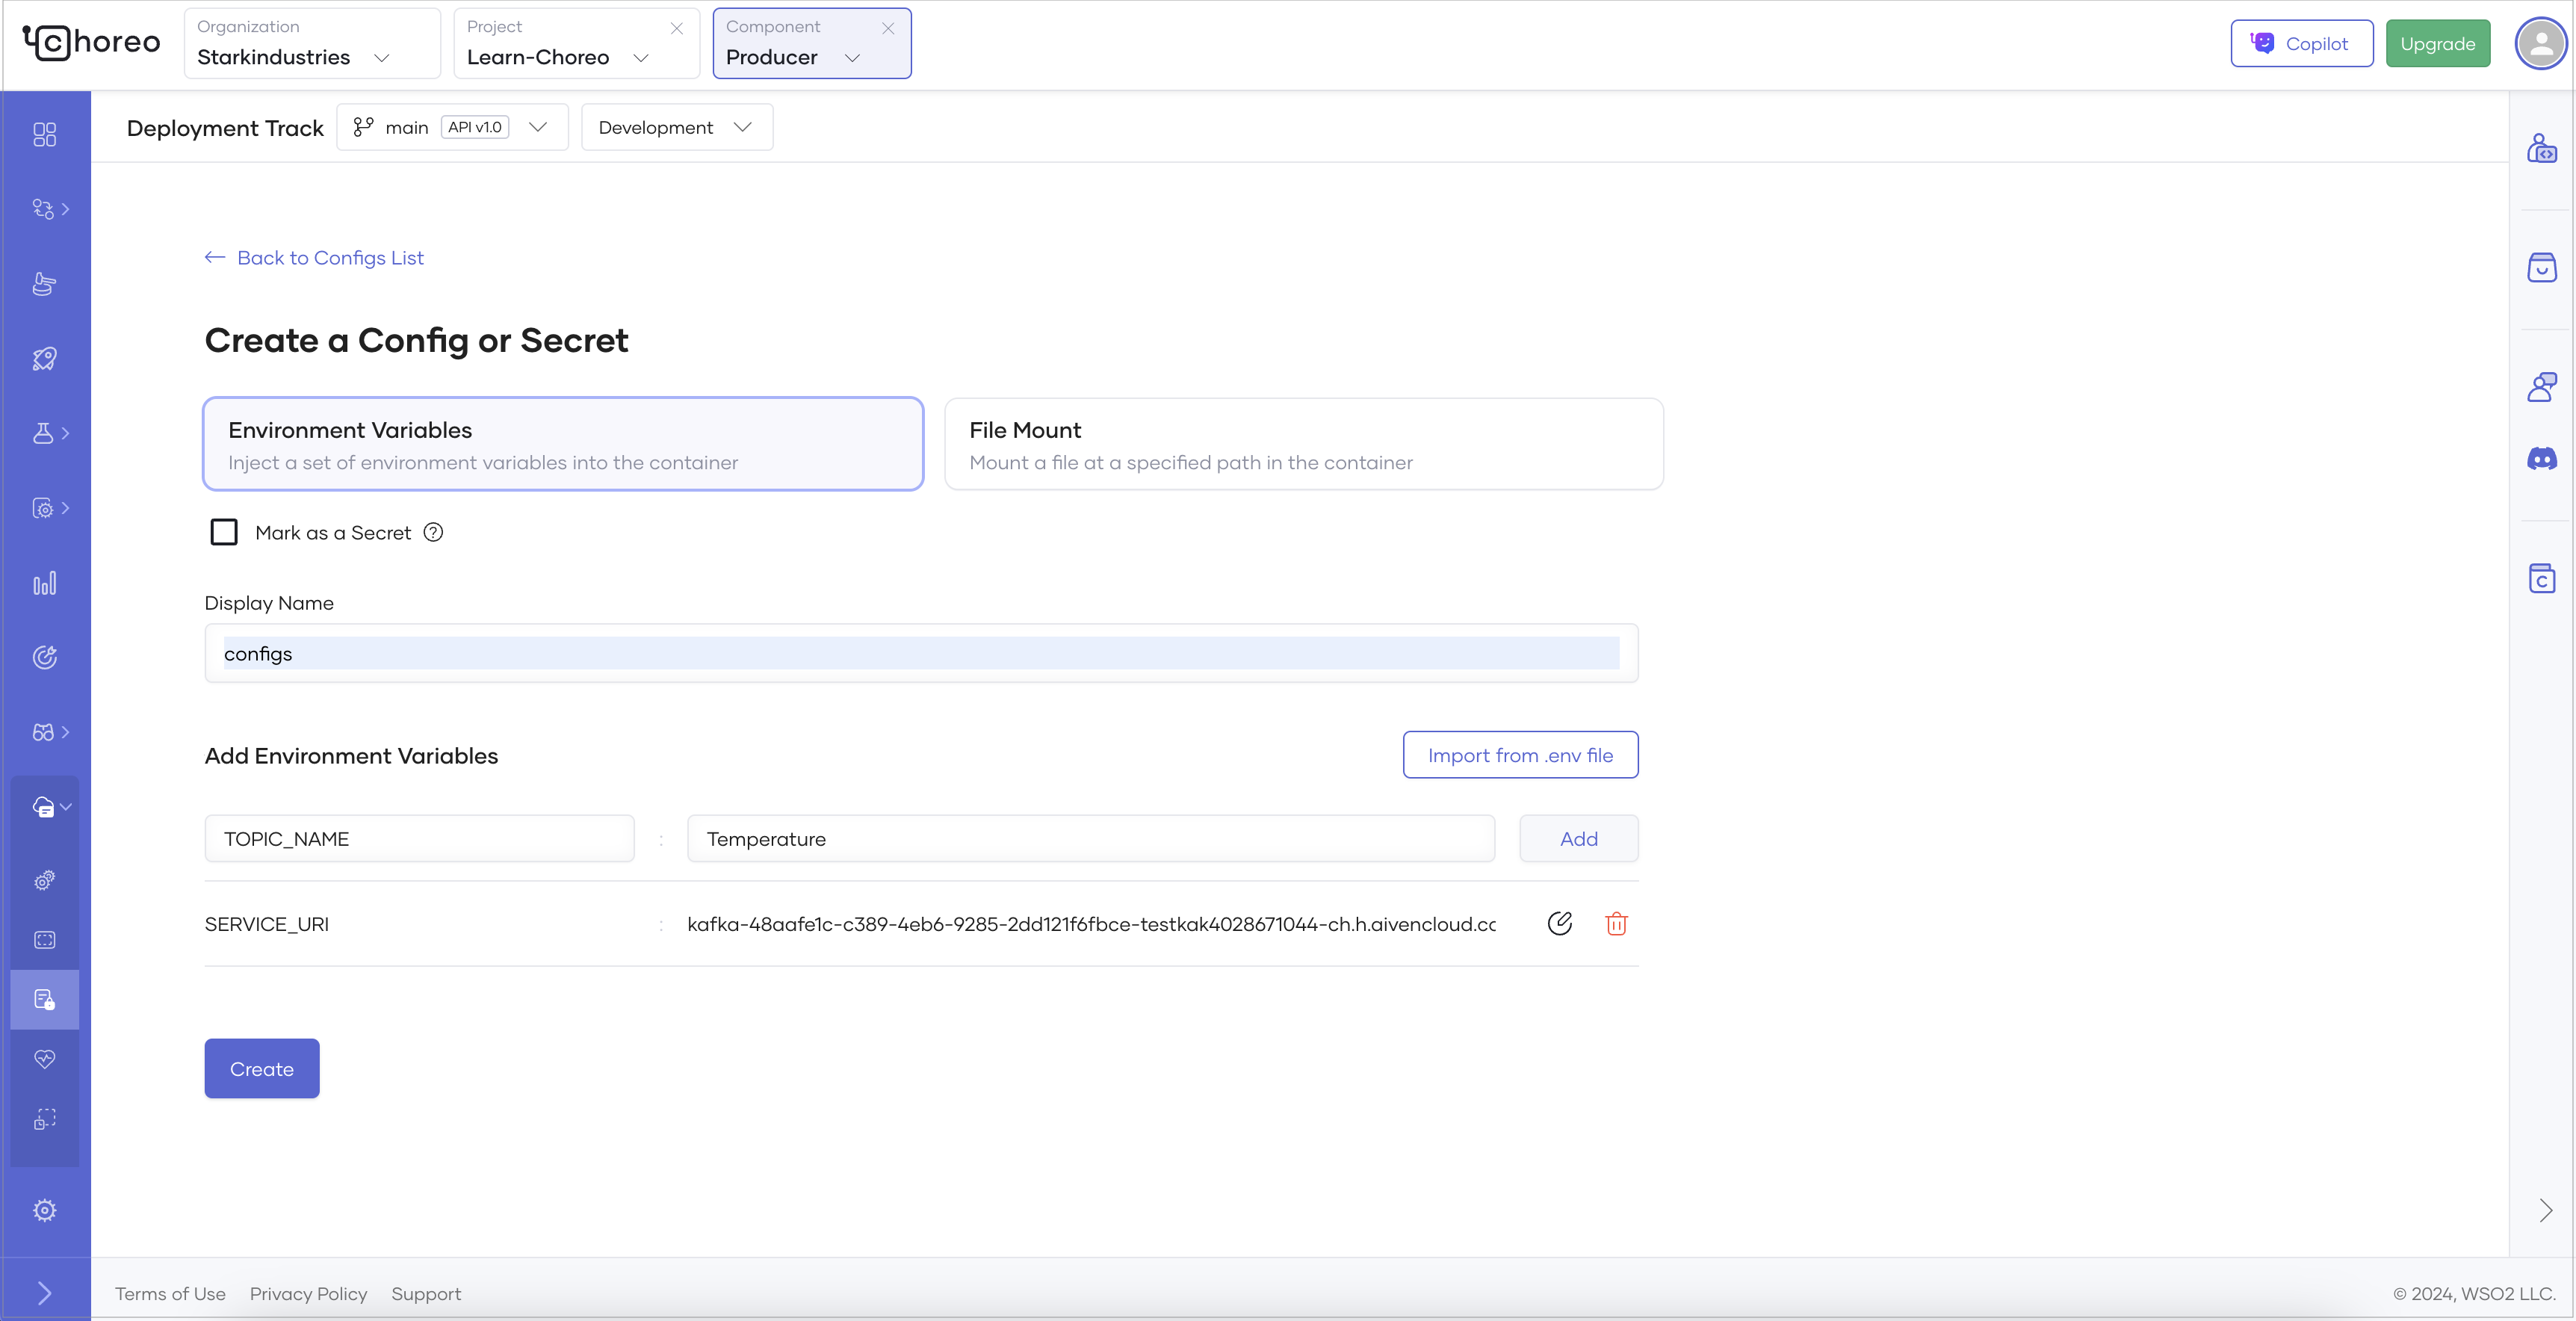 choreo
Organization
Starkindustries
Project
Learn-Choreo
Component
Producer
Copilot
Upgrade
Deployment Track
main API v1.0
Development
Back to Configs List
Create a Config or Secret
Environment Variables
Inject a set of environment variables into the container
File Mount
Mount a file at a specified path in the container
Mark as a Secret ?
Display Name
configs
Add Environment Variables
Import from .env file
TOPIC_NAME : Temperature Add
SERVICE_URI : kafka-48aafe1c-c389-4eb6-9285-2dd121f6fbce-testkak4028671044-ch.h.aivencloud.cc
Create
Terms of Use Privacy Policy Support
© 2024, WSO2 LLC.